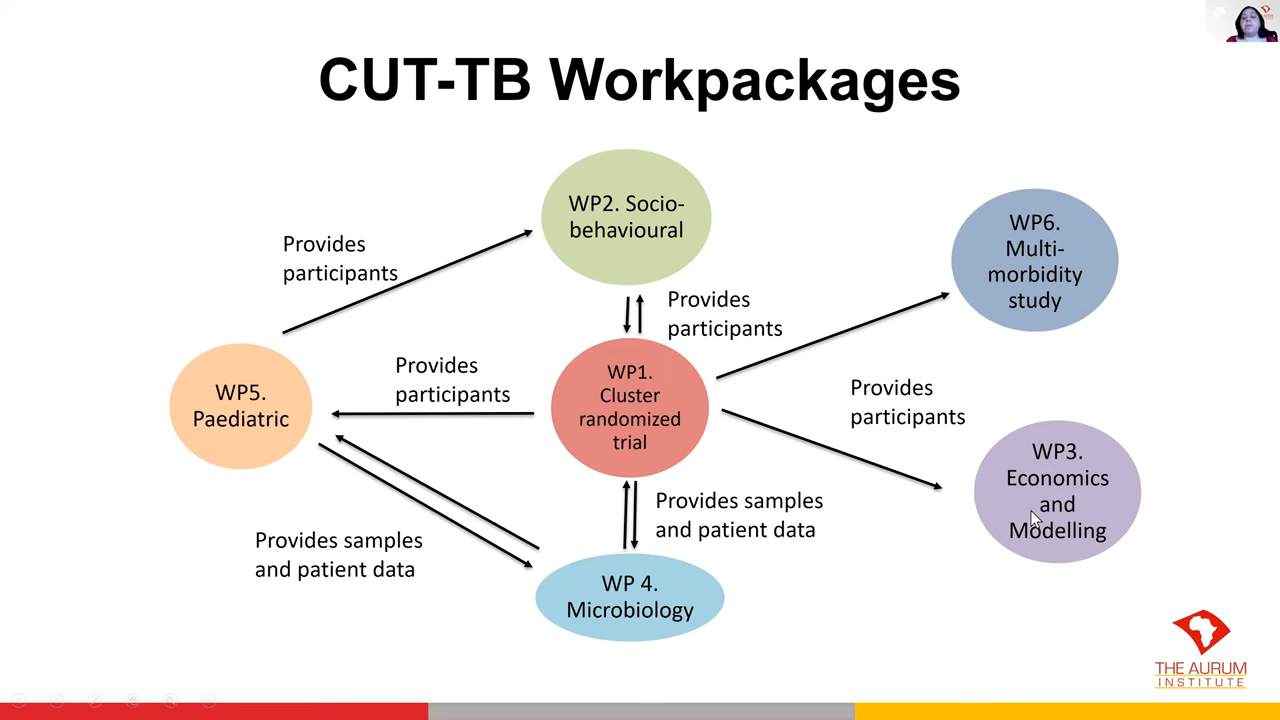 CUT-TB Workpackages
WP2. Socio-
behavioural
Provides
participants
WP6.
Multi-
morbidity
study
Provides
participants
Provides
participants
WP5.
Paediatric
WP1.
Cluster
randomized
trial
Provides
participants
WP3.
Economics
and
Modelling
Provides samples
and patient data
Provides samples
and patient data
WP 4.
Microbiology
THE AURUM
INSTITUTE